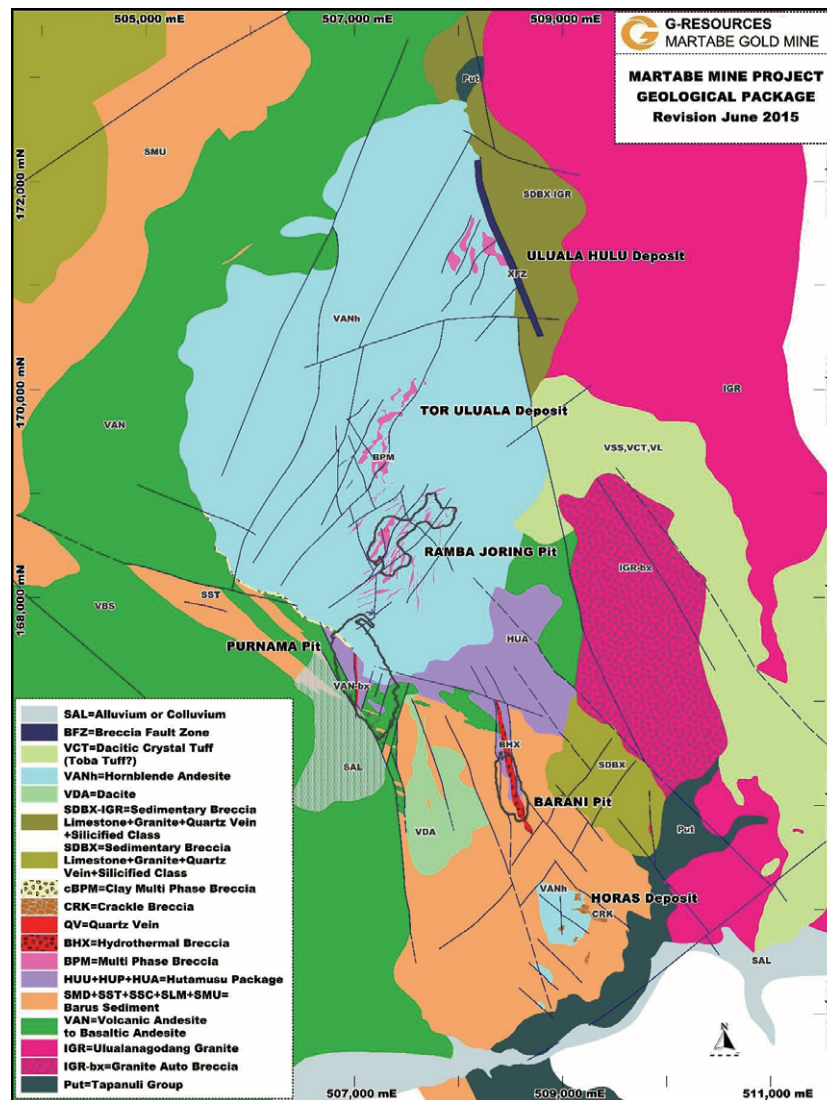 505,000 mE
507,000 mE
509,000 mE
G-RESOURCES
MARTABE GOLD MINE
MARTABE MINE PROJECT
GEOLOGICAL PACKAGE
Revision June 2015
Put
SMU
172,000 mN
SDBX-IGR
ULUALA HULU Deposit
XFZ
VANh
170,000 mN
IGR
TOR ULUALA Deposit
VAN
VSS,VCT,VL
BPM
RAMBA JORING Pit
IGR-bx
168,000 mN
SST
VBS
HUA
PURNAMA Pit
VAN-bx
SAL
BHX
SDBX
BARANI Pit
VDA
Put
VANh
HORAS Deposit
CRK
SAL
N
SAL=Alluvium or Colluvium
BFZ=Breccia Fault Zone
VCT=Dacitic Crystal Tuff
(Toba Tuff?)
VANh=Hornblende Andesite
VDA=Dacite
SDBX-IGR=Sedimentary Breccia
Limestone+Granite+Quartz Vein
+Silicified Class
SDBX=Sedimentary Breccia
Limestone+Granite+Quartz
Vein+Silicified Class
cBPM=Clay Multi Phase Breccia
CRK=Crackle Breccia
QV=Quartz Vein
BHX=Hydrothermal Breccia
BPM=Multi Phase Breccia
HUU+HUP+HUA=Hutamusu Package
SMD+SST+SSC+SLM+SMU=
Barus Sediment
VAN=Volcanic Andesite
to Basaltic Andesite
IGR=Ulualanagodang Granite
IGR-bx=Granite Auto Breccia
Put=Tapanuli Group
507,000 mE
509,000 mE
511,000 mE